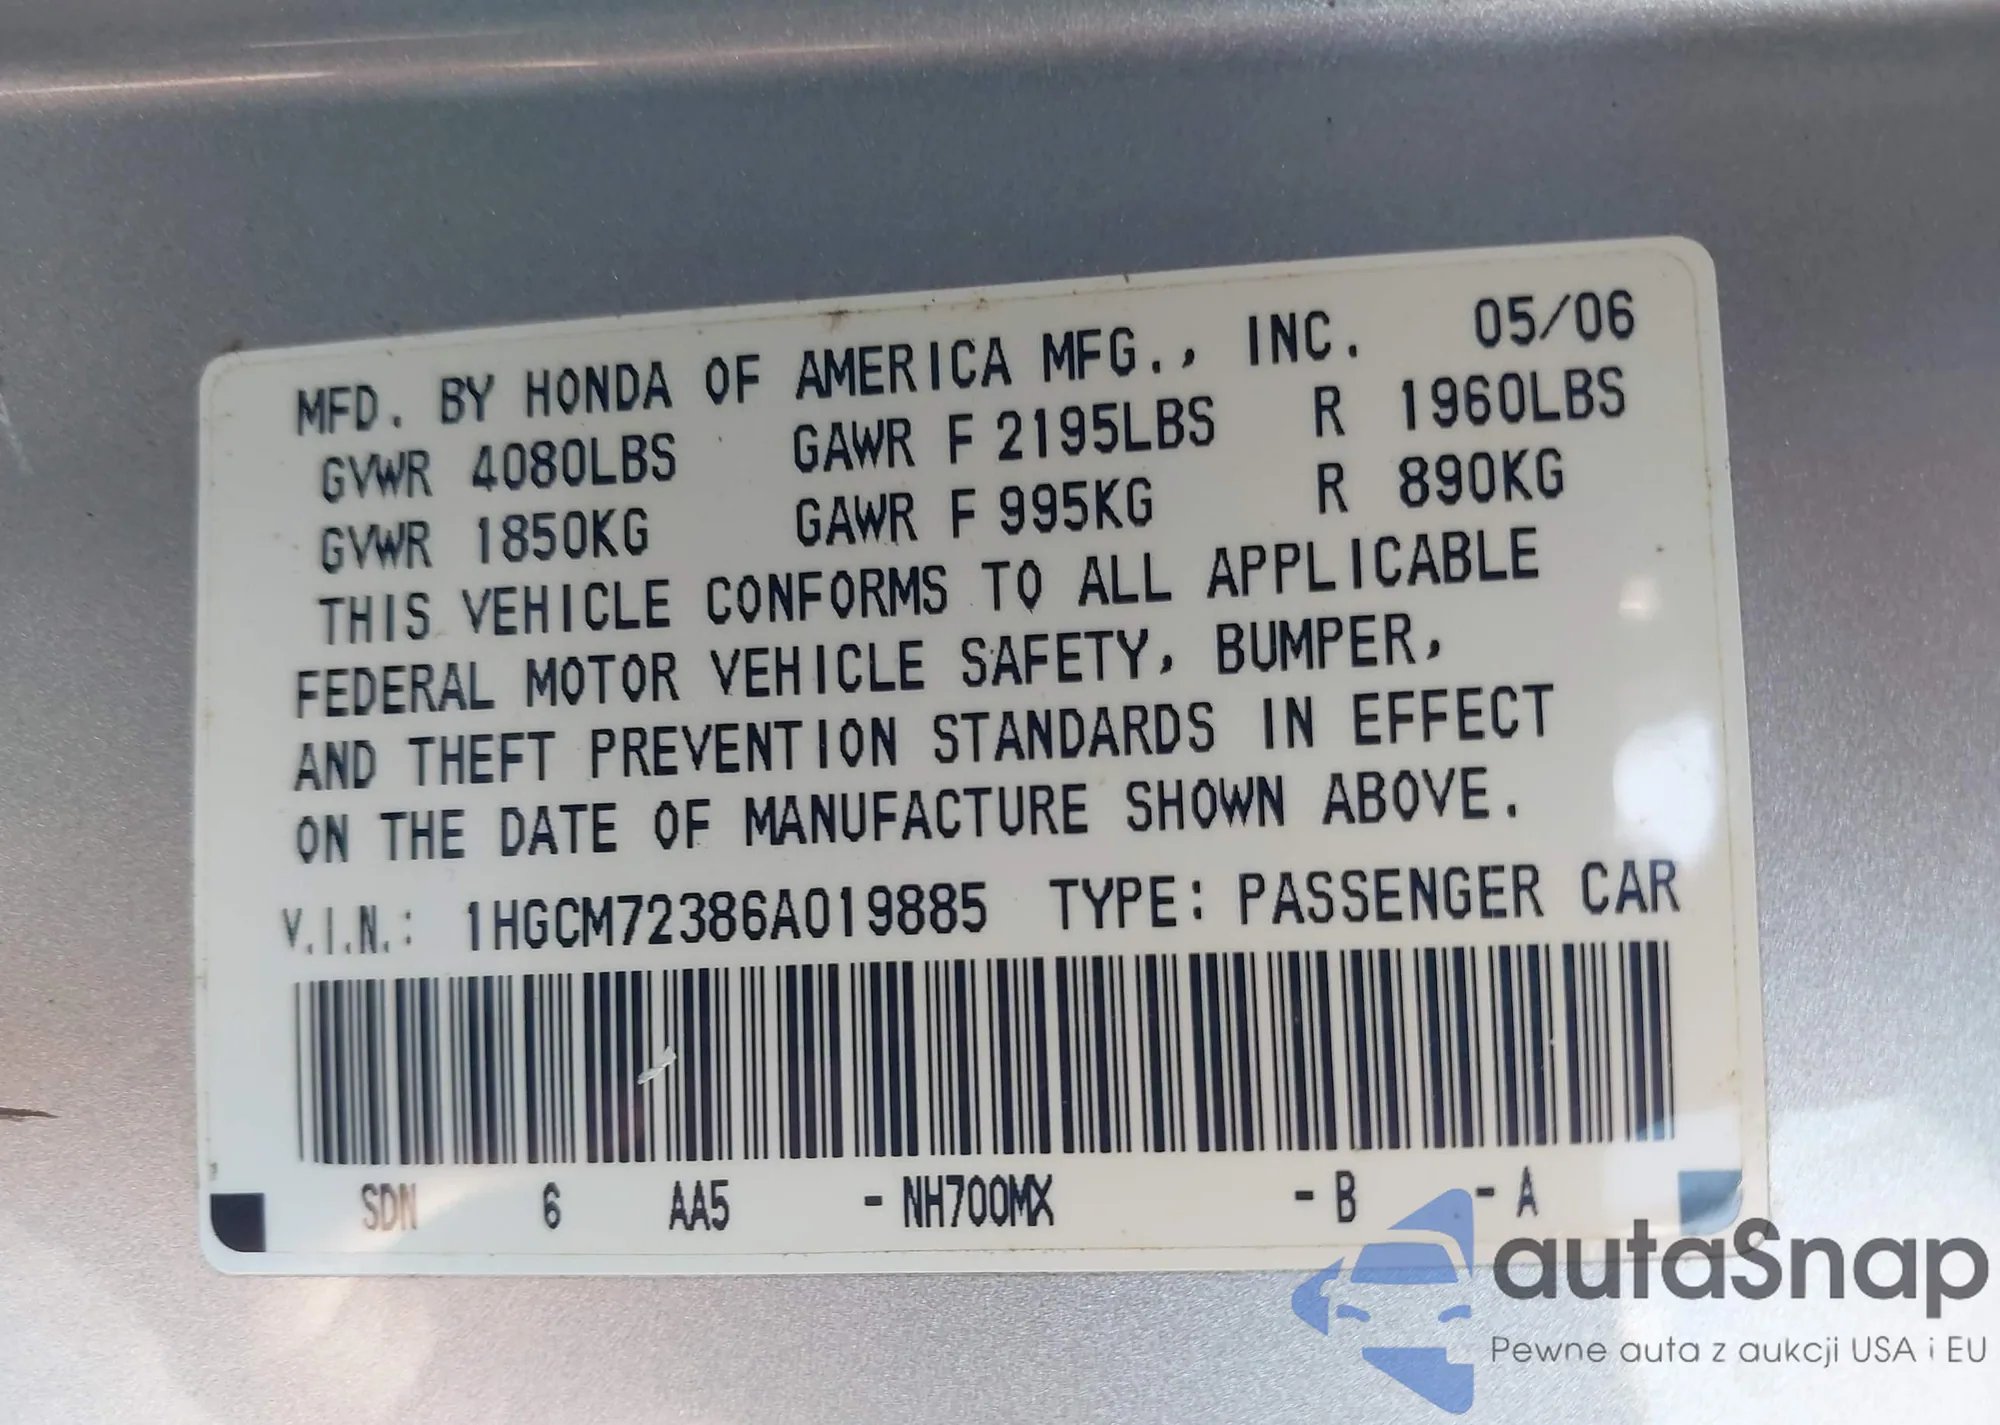 MFD. BY HONDA OF AMERICA MFG., INC. 05/06
GVWR 4080LBS GAWR F 2195LBS R 1960LBS
GVWR 1850KG GAWR F 995KG R 890KG
THIS VEHICLE CONFORMS TO ALL APPLICABLE
FEDERAL MOTOR VEHICLE SAFETY, BUMPER,
AND THEFT PREVENTION STANDARDS IN EFFECT
ON THE DATE OF MANUFACTURE SHOWN ABOVE.
V.I.N.: 1HGCM72386A019885 TYPE: PASSENGER CAR
SDN 6 AA5 - NH700MX - B - A
autaSnap
Pewne auta z aukcji USA i EU